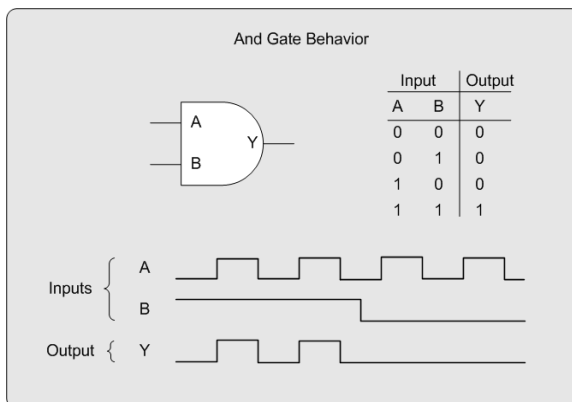 And Gate Behavior
A
B
Y
Input Output
A B Y
0 0 0
0 1 0
1 0 0
1 1 1
Inputs
A
B
Output
Y